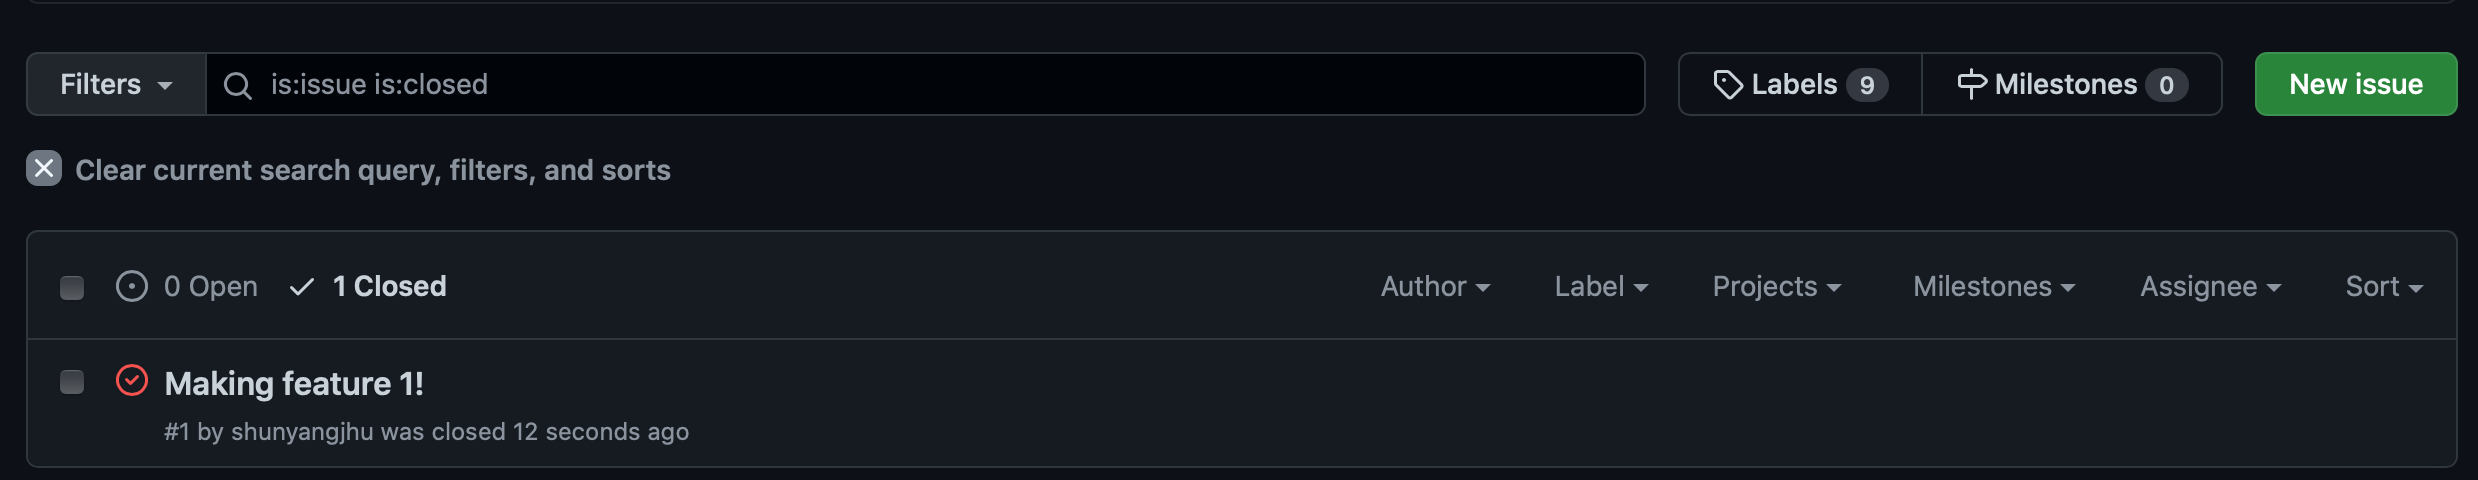 Filters is:issue is:closed Labels 9 Milestones 0 New issue
Clear current search query, filters, and sorts
0 Open 1 Closed Author Label Projects Milestones Assignee Sort
Making feature 1!
#1 by shunyangjhu was closed 12 seconds ago